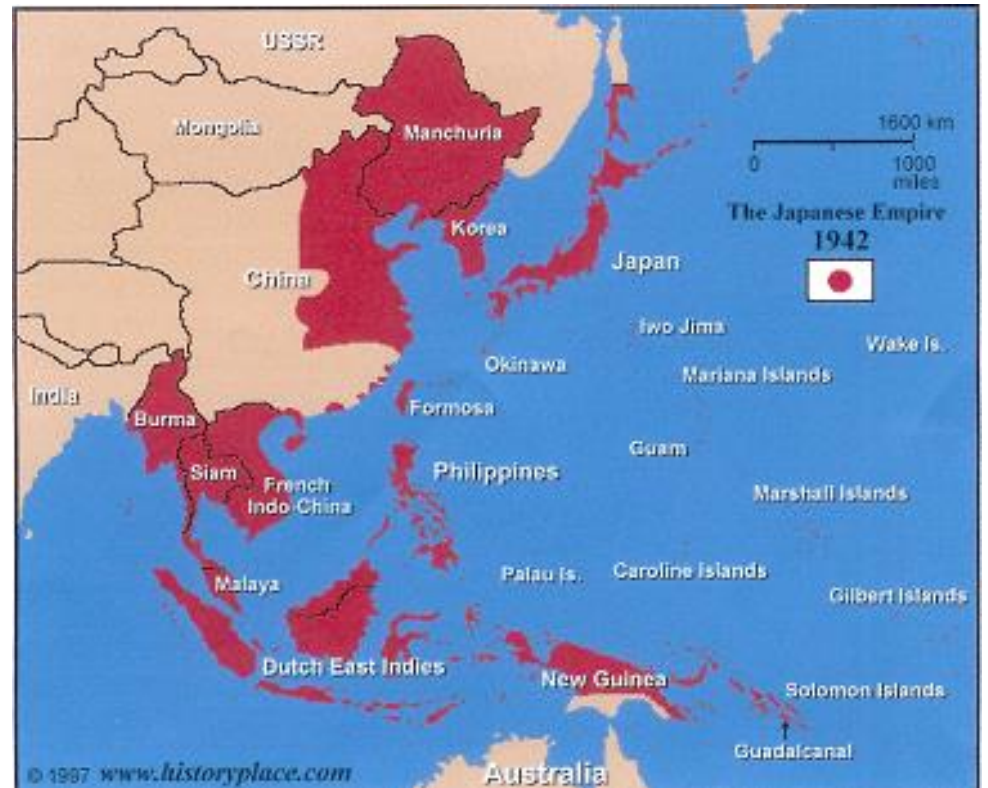 USSR
Mongolia
Manchuria
1600 km
0
1000
miles
The Japanese Empire
1942
Korea
Japan
China
Iwo Jima
Wake Is.
Okinawa
Mariana Islands
India
Formosa
Burma
Guam
Siam
Philippines
French
Indo-China
Marshall Islands
Malaya
Palau Is.
Caroline Islands
Gilbert Islands
Dutch East Indies
New Guinea
Solomon Islands
Guadalcanal
© 1997 www.historyplace.com
Australia